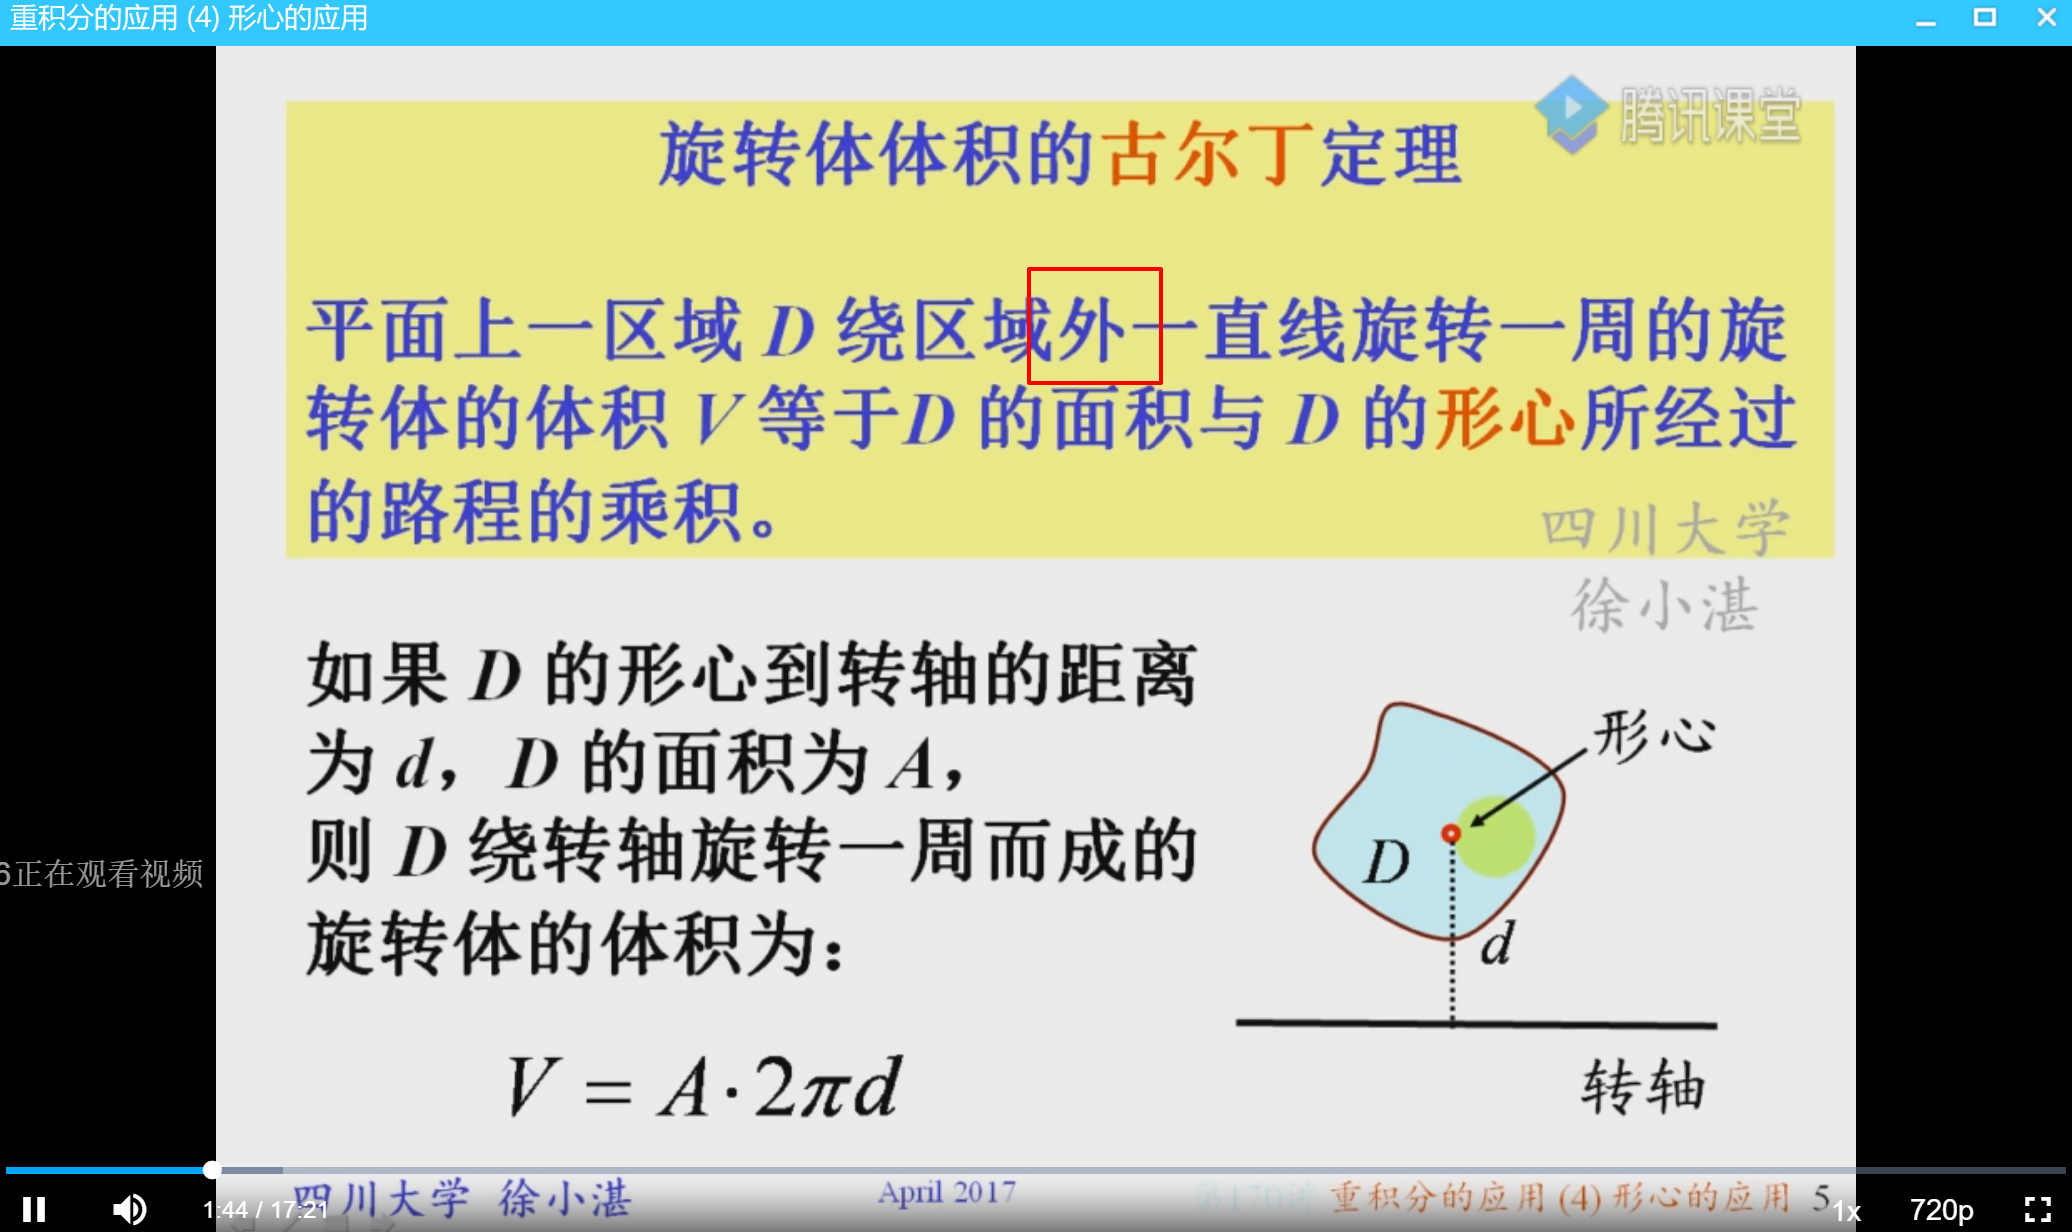 重积分的应用 (4) 形心的应用
腾讯课堂
旋转体体积的古尔丁定理
平面上一区域 D 绕区域外一直线旋转一周的旋
转体的体积 V 等于D 的面积与 D 的形心所经过
的路程的乘积。
四川大学
徐小湛
如果 D 的形心到转轴的距离
为 d，D 的面积为 A，
则 D 绕转轴旋转一周而成的
旋转体的体积为：
V = A·2πd
形心
D
d
转轴
6正在观看视频
四川大学 徐小湛
April 2017
第170讲 重积分的应用 (4) 形心的应用 5
1:44 / 17:21
1x
720p